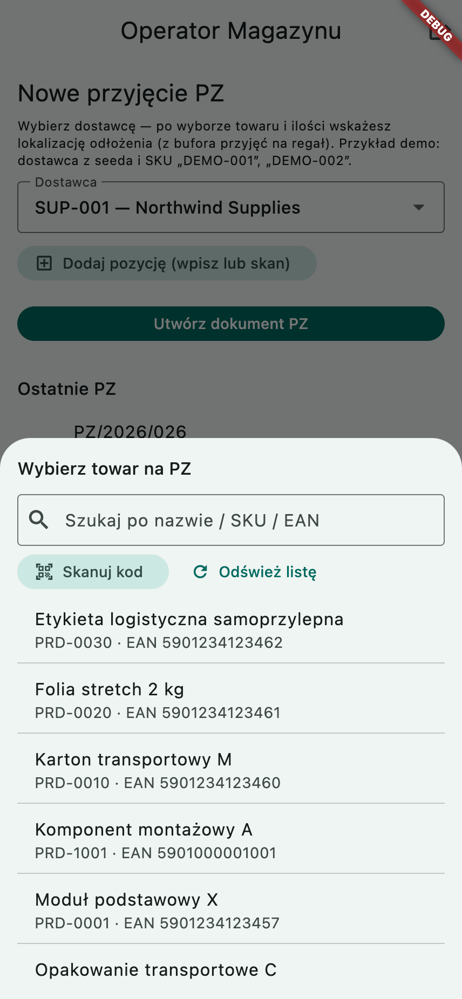 Operator Magazynu
DEBUG
Nowe przyjęcie PZ
Wybierz dostawcę — po wyborze towaru i ilości wskażesz
lokalizację odłożenia (z bufora przyjęć na regał). Przykład demo:
dostawca z seeda i SKU „DEMO-001”, „DEMO-002”.
Dostawca
SUP-001 — Northwind Supplies
Dodaj pozycję (wpisz lub skan)
Utwórz dokument PZ
Ostatnie PZ
PZ/2026/026
Wybierz towar na PZ
Szukaj po nazwie / SKU / EAN
Skanuj kod
Odśwież listę
Etykieta logistyczna samoprzylepna
PRD-0030 · EAN 5901234123462
Folia stretch 2 kg
PRD-0020 · EAN 5901234123461
Karton transportowy M
PRD-0010 · EAN 5901234123460
Komponent montażowy A
PRD-1001 · EAN 5901000001001
Moduł podstawowy X
PRD-0001 · EAN 5901234123457
Opakowanie transportowe C